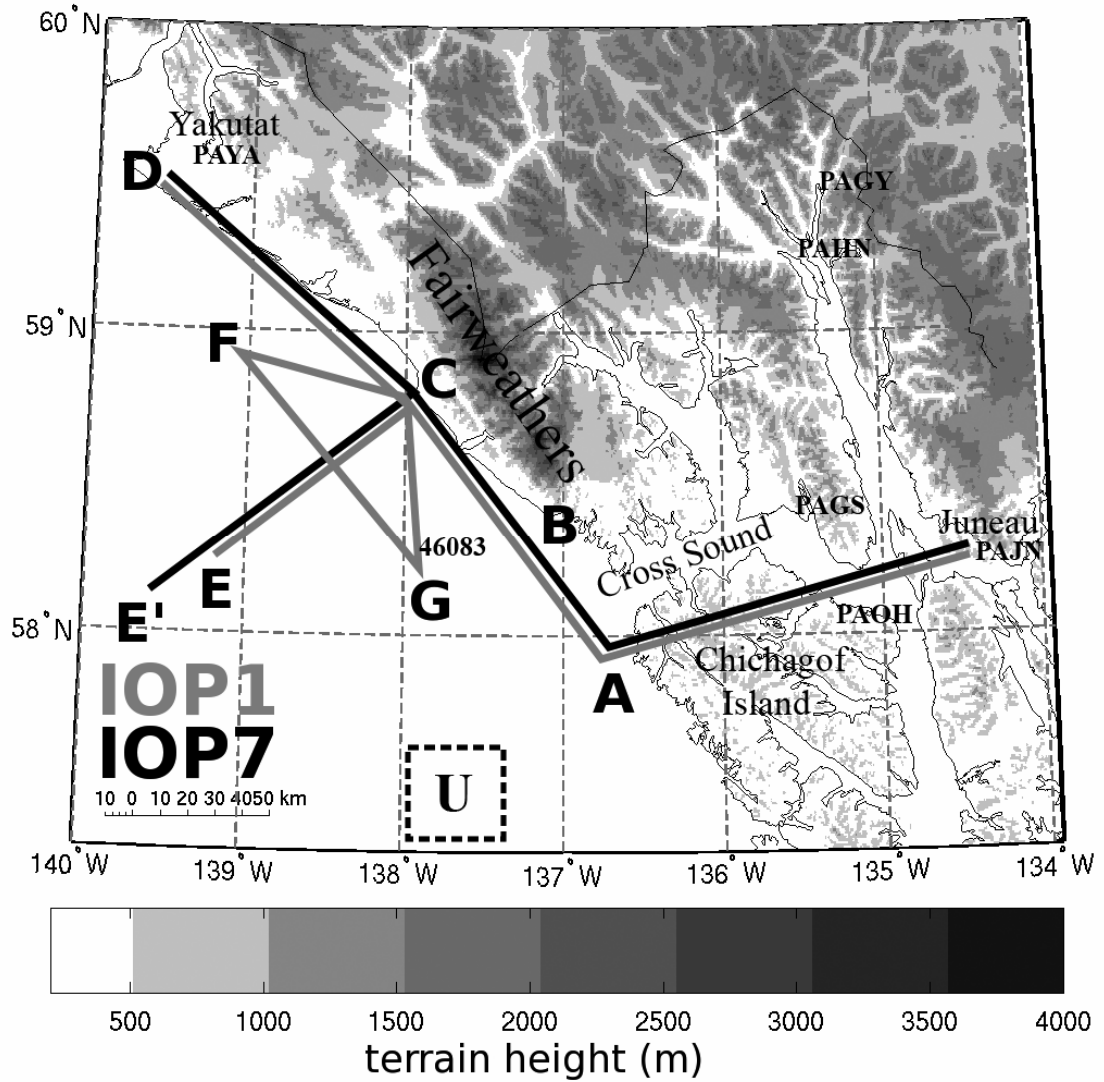 60°N
Yakutat
PAYA
D
PAGY
PAHN
Fairweathers
59°N
F
C
PAGS
Juneau
PAJN
B
46083
Cross Sound
E
G
E'
PAOH
58°N
Chichagof
Island
A
IOP1
IOP7
10 0 10 20 30 4050 km
U
140°W 139°W 138°W 137°W 136°W 135°W 134°W
500 1000 1500 2000 2500 3000 3500 4000
terrain height (m)